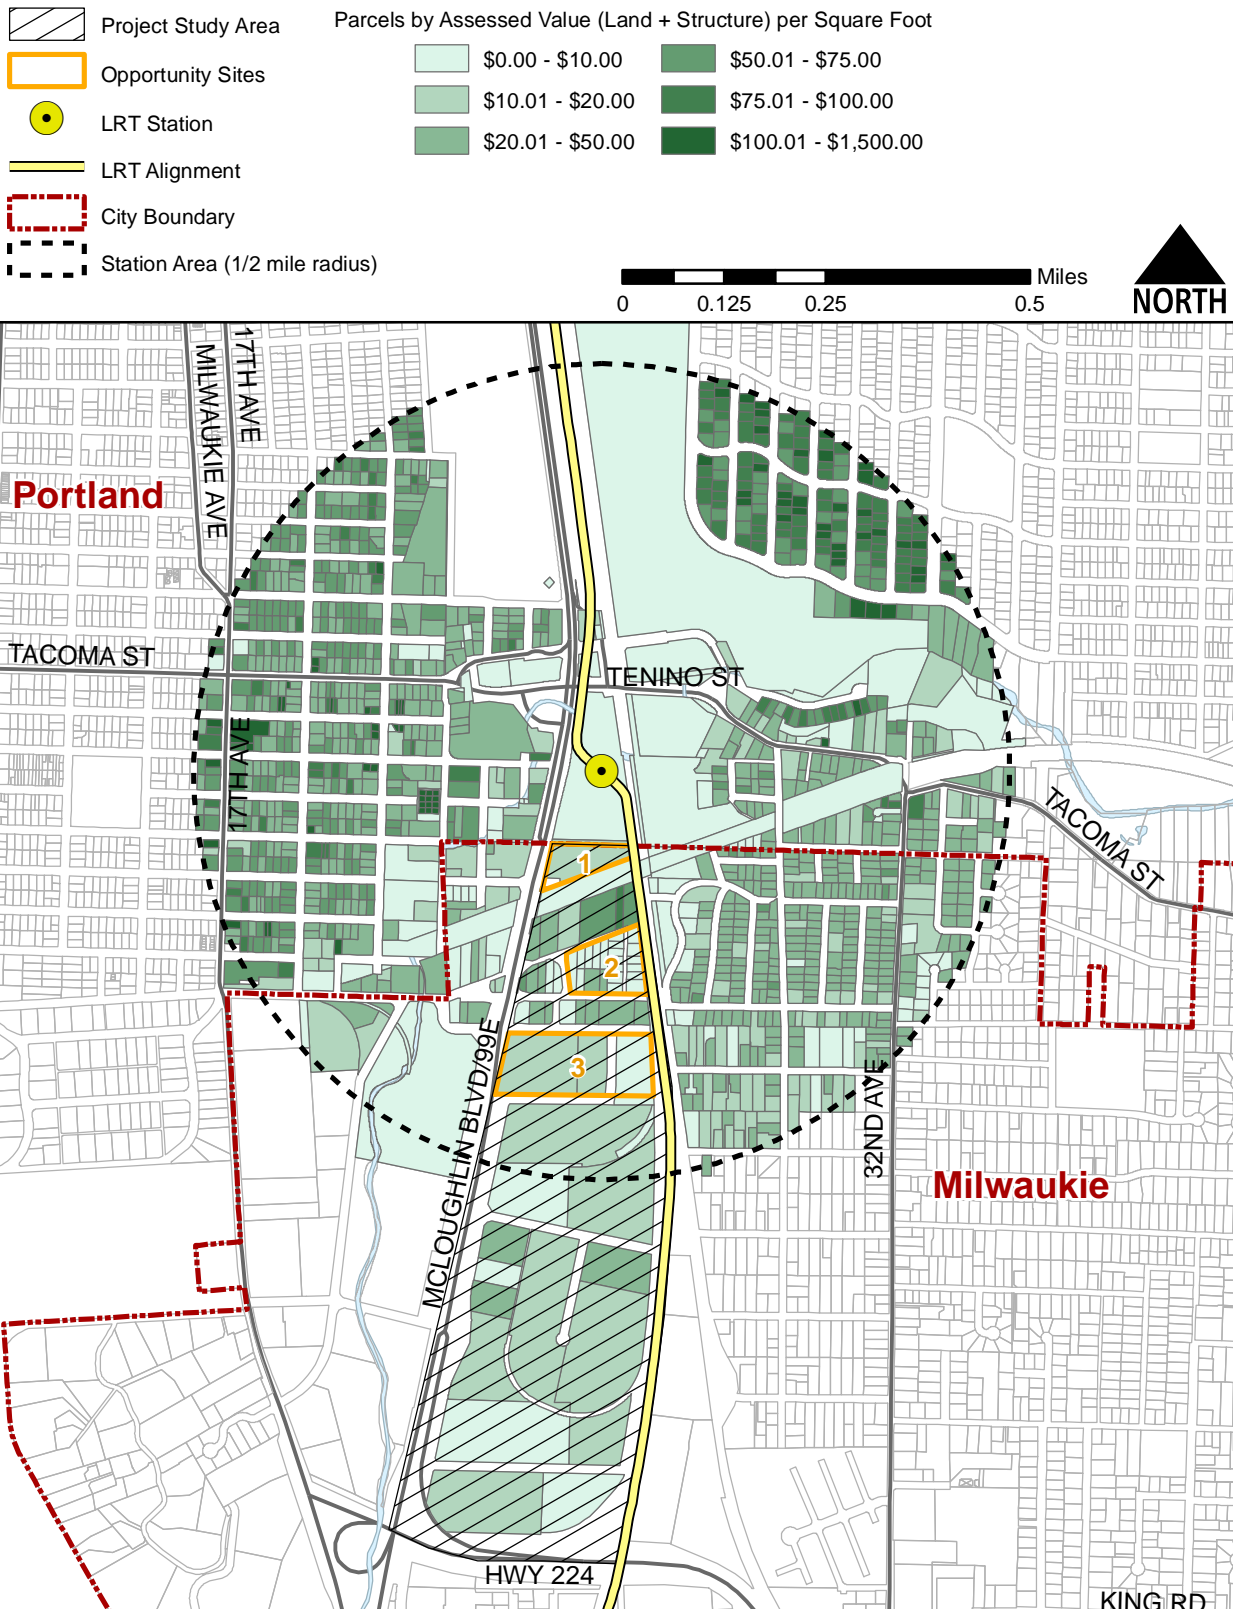 Project Study Area
Opportunity Sites
LRT Station
LRT Alignment
City Boundary
Station Area (1/2 mile radius)
Parcels by Assessed Value (Land + Structure) per Square Foot
$0.00 - $10.00
$10.01 - $20.00
$20.01 - $50.00
$50.01 - $75.00
$75.01 - $100.00
$100.01 - $1,500.00
Miles
0 0.125 0.25 0.5
NORTH
17TH AVE
MILWAUKIE AVE
Portland
TACOMA ST
TENINO ST
17TH AVE
TACOMA ST
1
2
3
MCLOUGHLIN BLVD/99E
32ND AVE
Milwaukie
HWY 224
KING RD